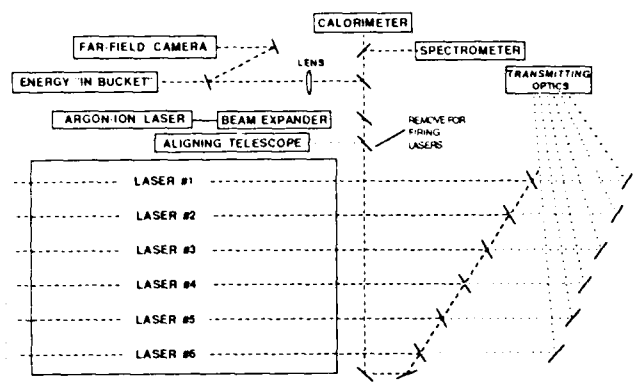 CALORIMETER
FAR-FIELD CAMERA
SPECTROMETER
LENS
ENERGY "IN BUCKET"
TRANSMITTING
OPTICS
ARGON-ION LASER
BEAM EXPANDER
REMOVE FOR
FIRING
LASERS
ALIGNING TELESCOPE
LASER #1
LASER #2
LASER #3
LASER #4
LASER #5
LASER #6